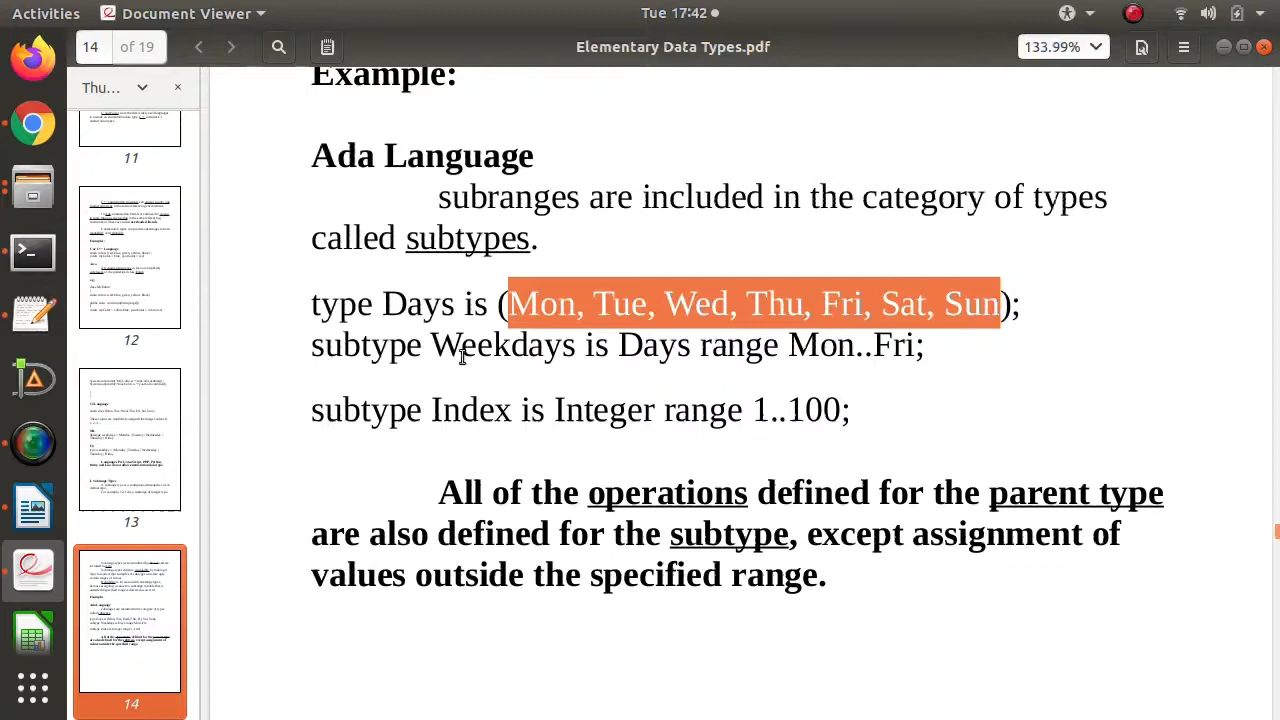 Activities Document Viewer Tue 17:42
14 of 19 Elementary Data Types.pdf 133.99%
Thu...
11
12
13
14
Example:
Ada Language
subranges are included in the category of types
called subtypes.
type Days is (Mon, Tue, Wed, Thu, Fri, Sat, Sun);
subtype Weekdays is Days range Mon..Fri;
subtype Index is Integer range 1..100;
All of the operations defined for the parent type
are also defined for the subtype, except assignment of
values outside the specified range.